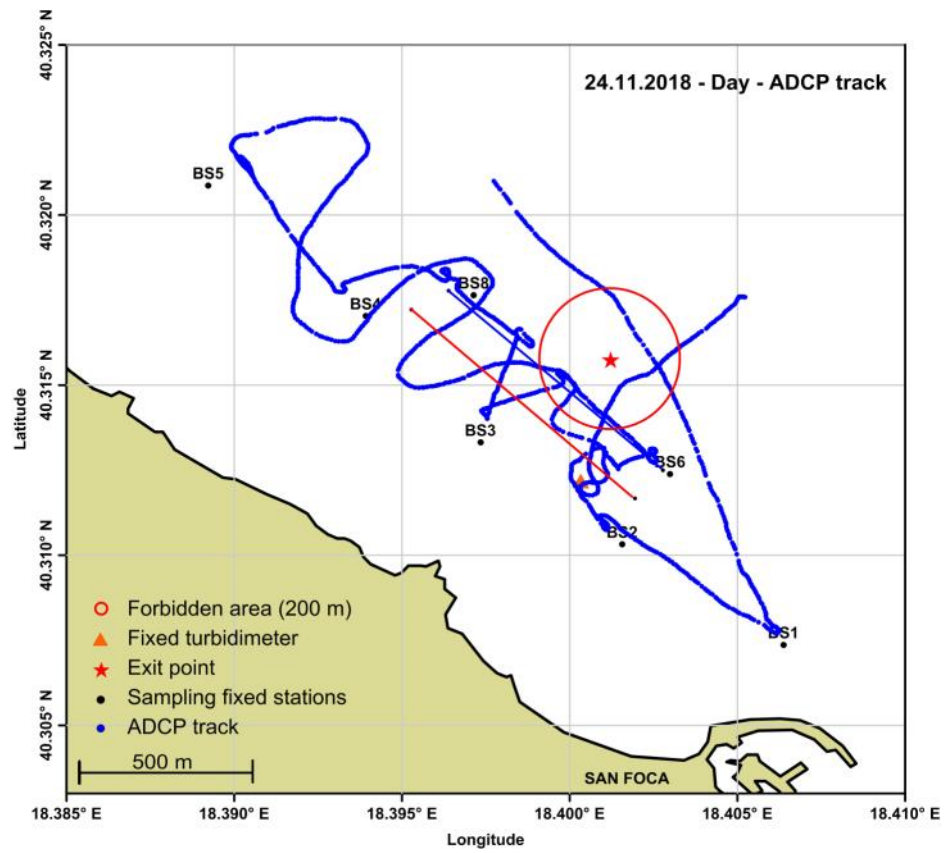 40.325° N
24.11.2018 - Day - ADCP track
BS5
40.320° N
BS8
BS4
40.315° N
Latitude
BS3
BS6
BS2
40.310° N
Forbidden area (200 m)
Fixed turbidimeter
BS1
Exit point
Sampling fixed stations
ADCP track
40.305° N
500 m
SAN FOCA
18.385° E
18.390° E
18.395° E
18.400° E
18.405° E
18.410° E
Longitude